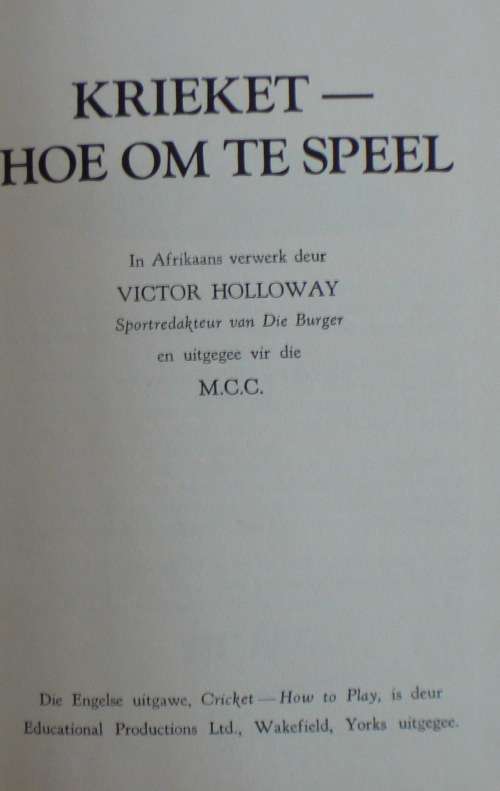 KRIEKET —
HOE OM TE SPEEL
In Afrikaans verwerk deur
VICTOR HOLLOWAY
Sportredakteur van Die Burger
en uitgegee vir die
M.C.C.
Die Engelse uitgawe, Cricket — How to Play, is deur
Educational Productions Ltd., Wakefield, Yorks uitgegee.